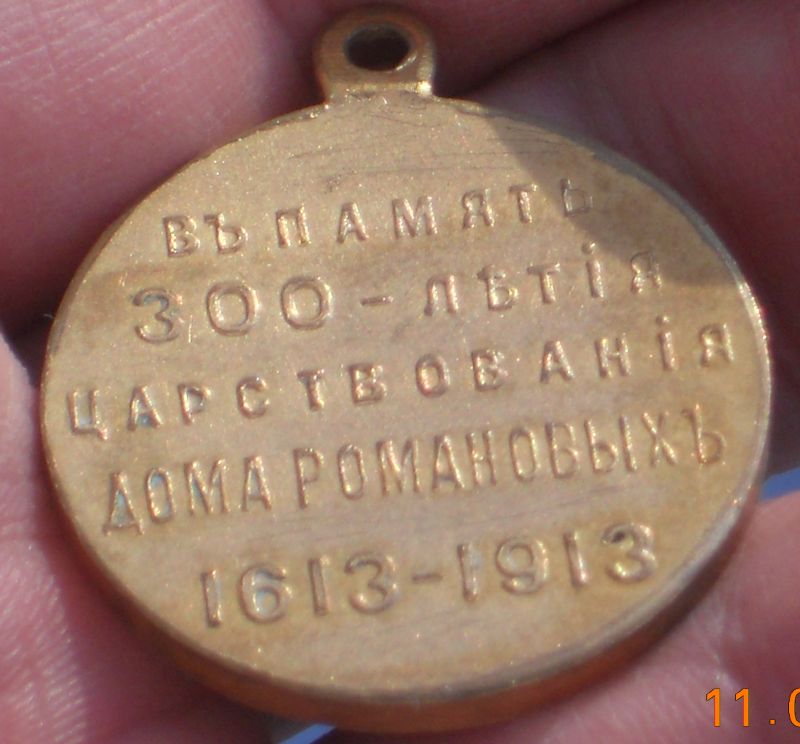 ВЪ ПАМЯТЬ
300-ЛѢТІЯ
ЦАРСТВОВАНІЯ
ДОМА РОМАНОВЫХЪ
1613-1913
11.0